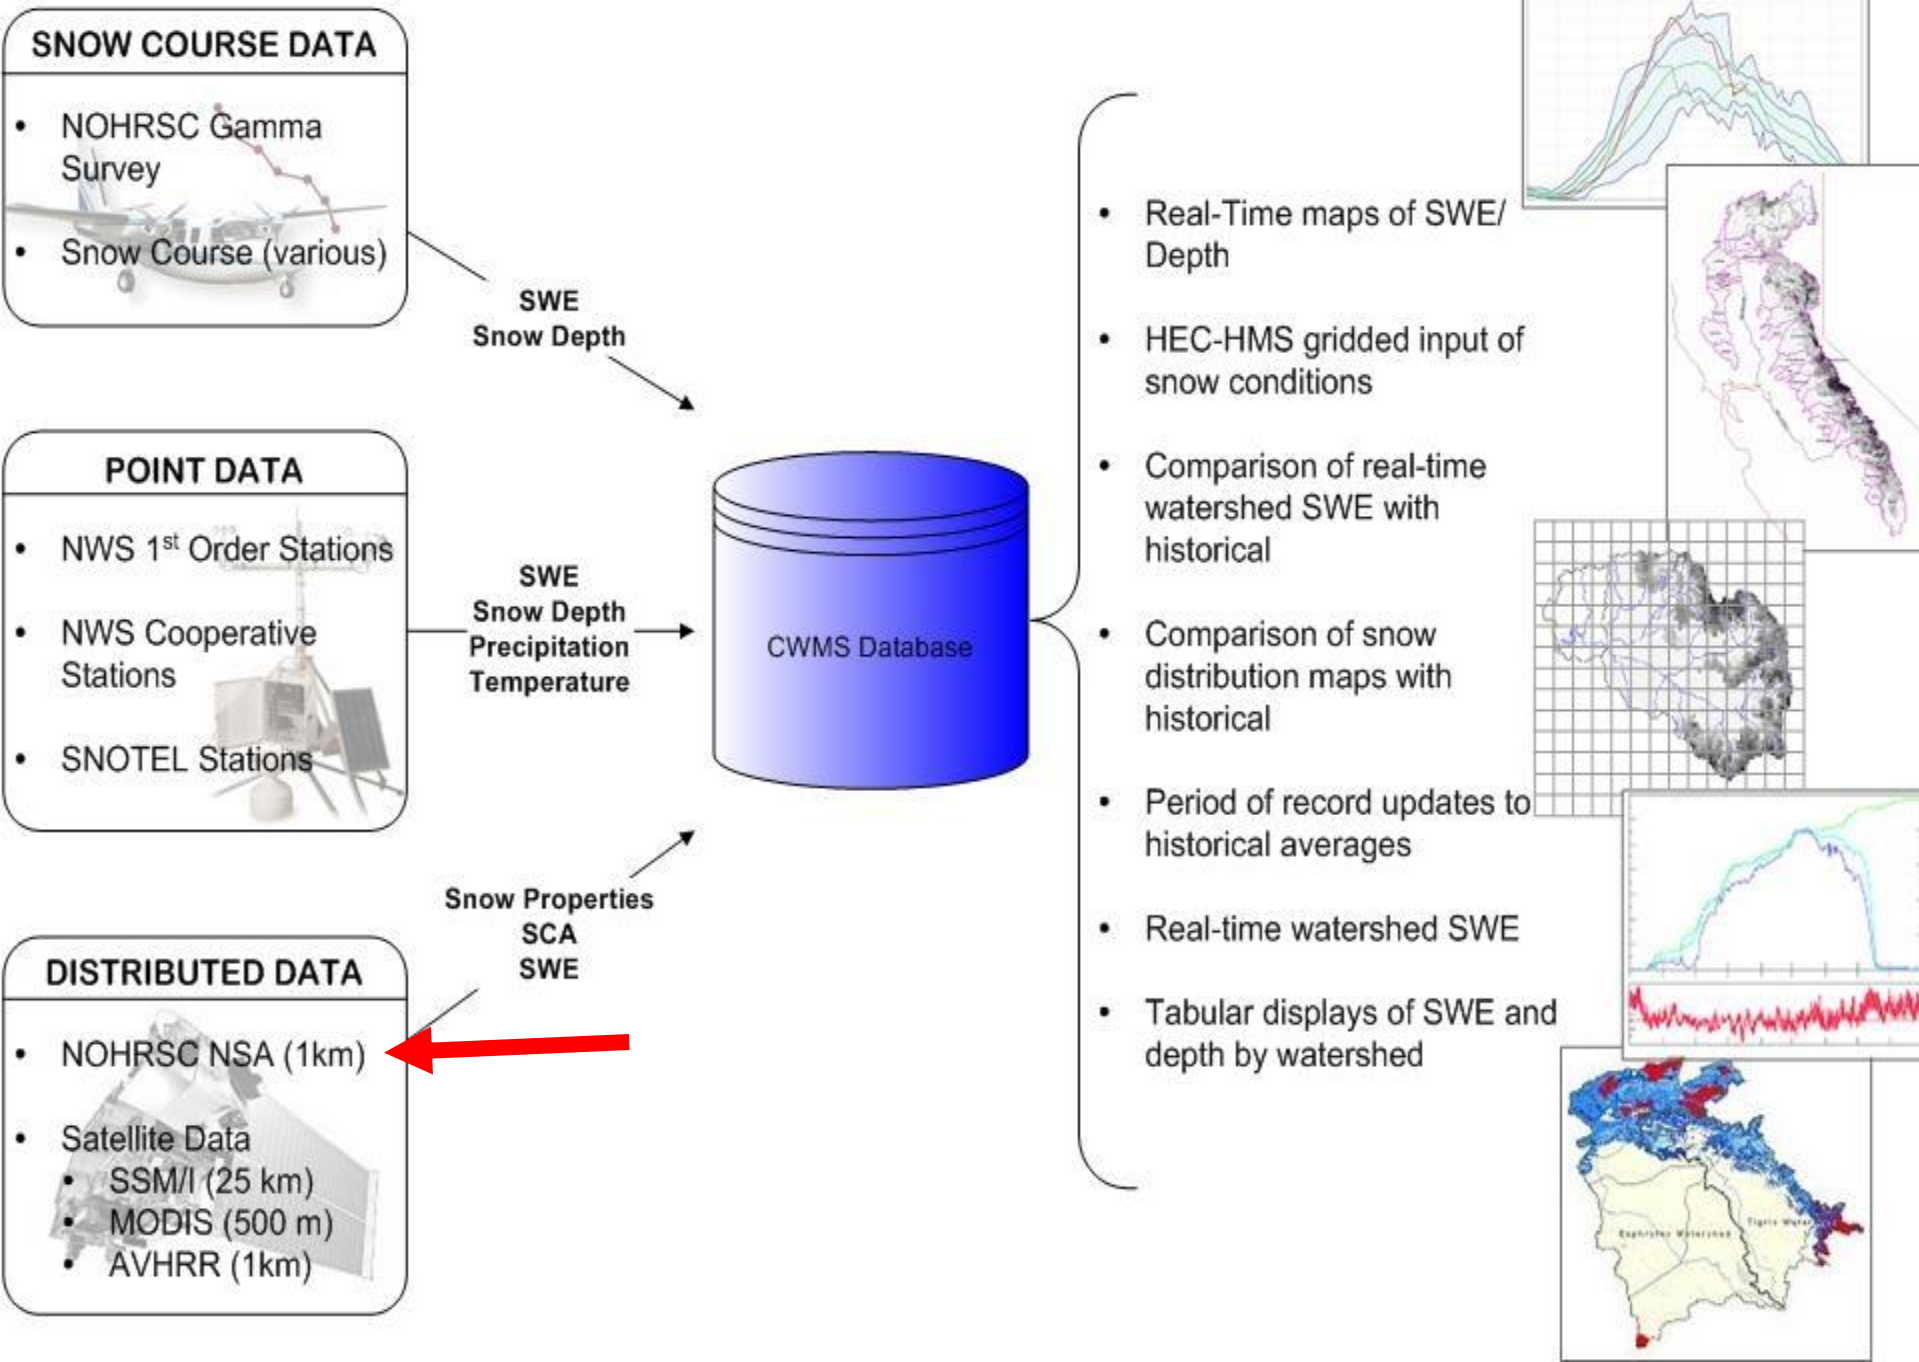 SNOW COURSE DATA
• NOHRSC Gamma
Survey
• Snow Course (various)
SWE
Snow Depth
POINT DATA
• NWS 1st Order Stations
• NWS Cooperative
Stations
• SNOTEL Stations
SWE
Snow Depth
Precipitation
Temperature
DISTRIBUTED DATA
• NOHRSC NSA (1km)
• Satellite Data
• SSM/I (25 km)
• MODIS (500 m)
• AVHRR (1km)
Snow Properties
SCA
SWE
CWMS Database
• Real-Time maps of SWE/
Depth
• HEC-HMS gridded input of
snow conditions
• Comparison of real-time
watershed SWE with
historical
• Comparison of snow
distribution maps with
historical
• Period of record updates to
historical averages
• Real-time watershed SWE
• Tabular displays of SWE and
depth by watershed
Euphrates Watershed
Tigris Water